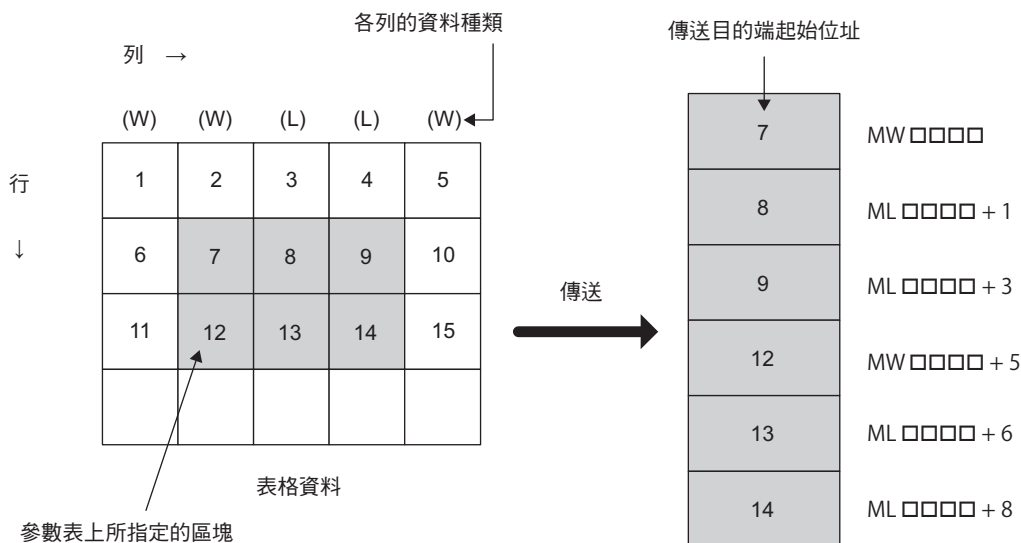 各列的資料種類
列 →
(W) (W) (L) (L) (W)
行
↓
1 2 3 4 5
6 7 8 9 10
11 12 13 14 15
表格資料
參數表上所指定的區塊
傳送
傳送目的端起始位址
7 MW □□□□
8 ML □□□□ + 1
9 ML □□□□ + 3
12 MW □□□□ + 5
13 ML □□□□ + 6
14 ML □□□□ + 8